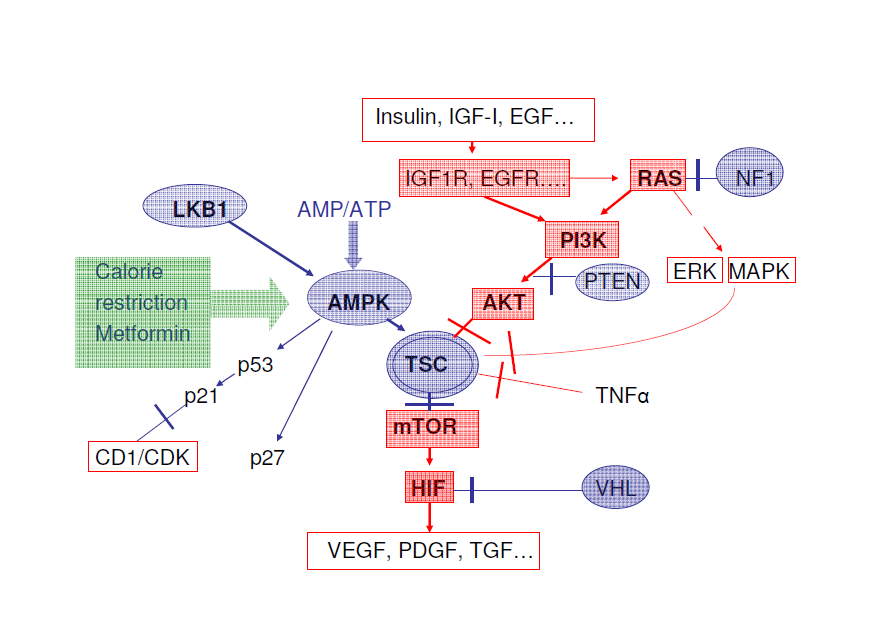 Insulin, IGF-I, EGF…
IGF1R, EGFR….
RAS
NF1
LKB1
AMP/ATP
PI3K
Calorie
restriction
Metformin
ERK
MAPK
PTEN
AMPK
AKT
TSC
p53
p21
TNFα
mTOR
CD1/CDK
p27
HIF
VHL
VEGF, PDGF, TGF…